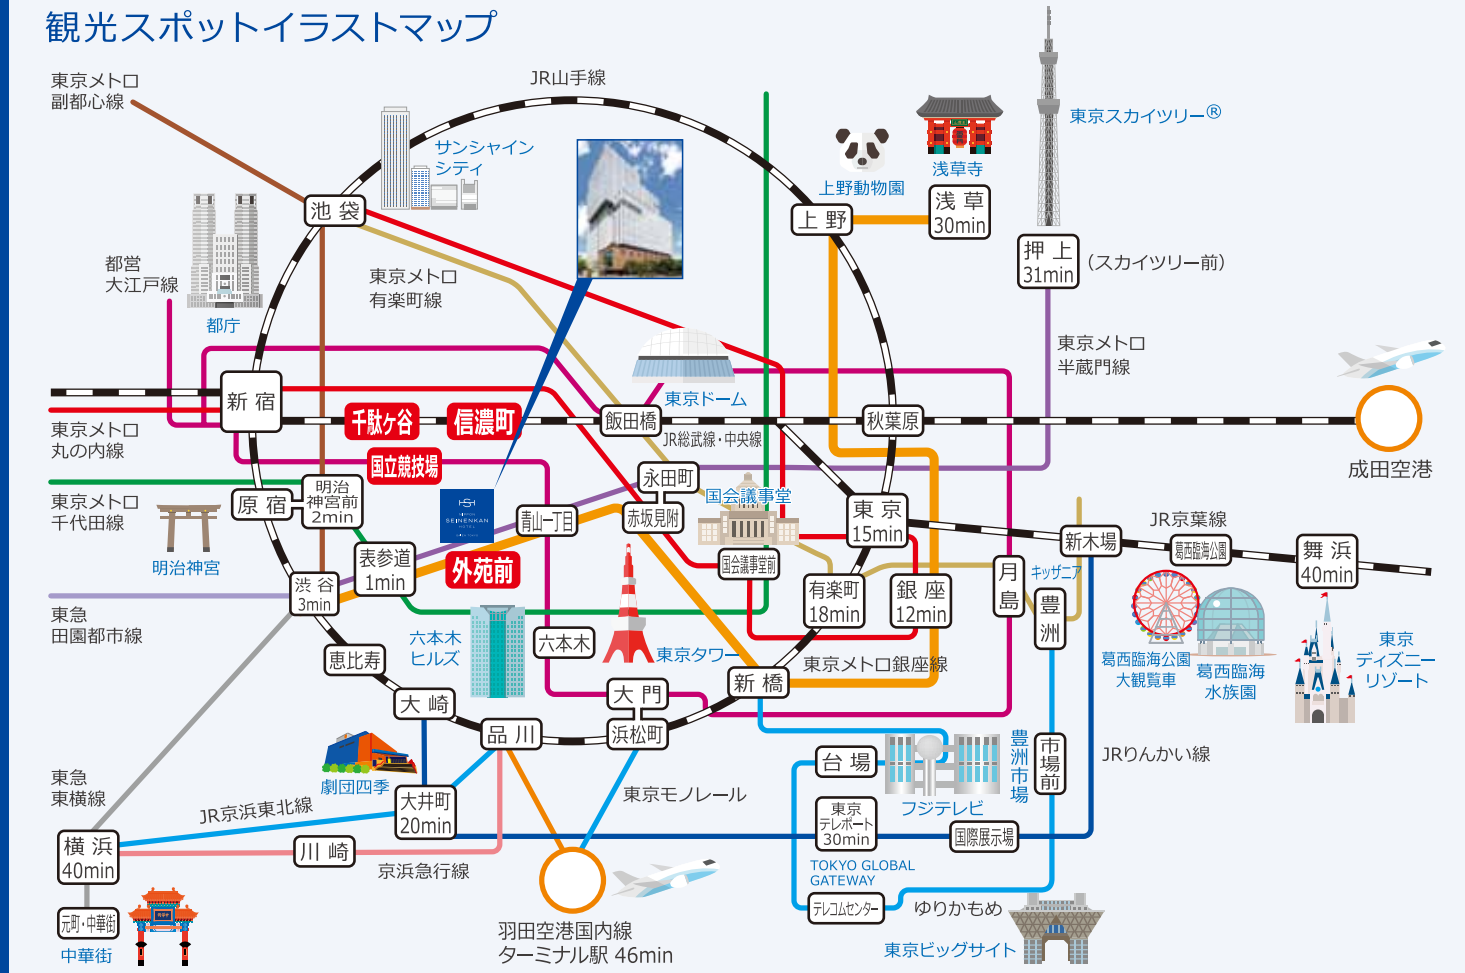 観光スポットイラストマップ
東京メトロ
副都心線
JR山手線
サンシャイン
シティ
池袋
都営
大江戸線
都庁
東京メトロ
有楽町線
上野動物園
上野
浅草寺
浅草
30min
東京スカイツリー®
押上
31min
(スカイツリー前)
東京メトロ
半蔵門線
成田空港
新宿
千駄ケ谷
信濃町
国立競技場
飯田橋
東京ドーム
JR総武線・中央線
秋葉原
東京メトロ
丸の内線
東京メトロ
千代田線
原宿
明治
神宮前
2min
明治神宮
SEINENKAN
HOTEL
青山一丁目
永田町
赤坂見附
国会議事堂
国会議事堂前
東京
15min
新木場
JR京葉線
葛西臨海公園
舞浜
40min
表参道
1min
外苑前
渋谷
3min
東急
田園都市線
有楽町
18min
銀座
12min
月島
キッザニア
豊洲
恵比寿
六本木
ヒルズ
六本木
東京タワー
東京メトロ銀座線
新橋
葛西臨海公園
大観覧車
葛西臨海
水族園
東京
ディズニー
リゾート
大崎
大門
浜松町
品川
劇団四季
大井町
20min
東急
東横線
JR京浜東北線
東京モノレール
台場
フジテレビ
豊洲市場
市場前
JRりんかい線
東京
テレポート
30min
国際展示場
横浜
40min
川崎
京浜急行線
TOKYO GLOBAL
GATEWAY
テレコムセンター
ゆりかもめ
東京ビッグサイト
元町・中華街
中華街
羽田空港国内線
ターミナル駅 46min